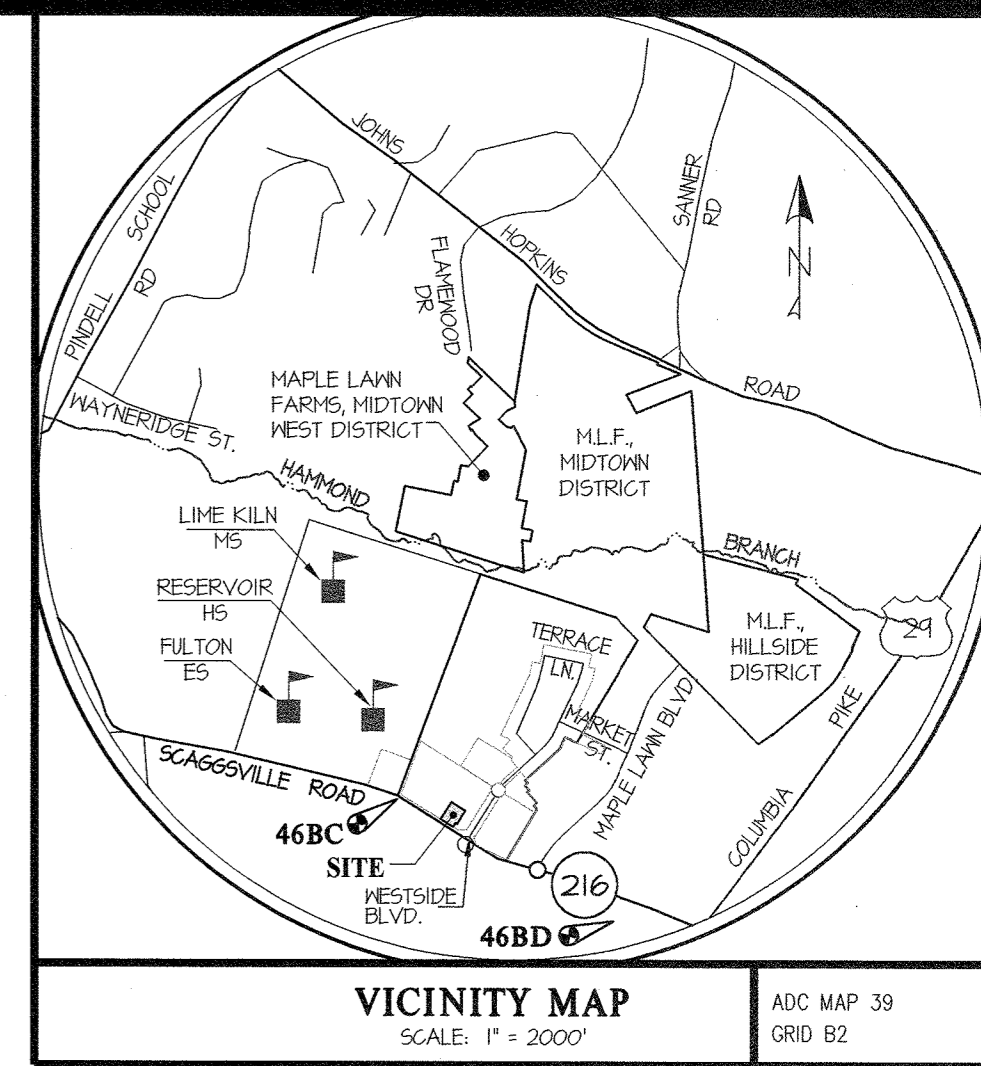 JOHNS
HOPKINS
ROAD
SANNER
RD
N
PINDELL
SCHOOL
RD
FLAMEWOOD
DR
WAYNERIDGE ST.
MAPLE LAWN
FARMS, MIDTOWN
WEST DISTRICT
M.L.F.,
MIDTOWN
DISTRICT
HAMMOND
BRANCH
LIME KILN
MS
RESERVOIR
HS
FULTON
ES
TERRACE
LN.
M.L.F.,
HILLSIDE
DISTRICT
29
MARKET
ST.
MAPLE LAWN BLVD
COLUMBIA
PIKE
SCAGGSVILLE ROAD
46BC
SITE
WESTSIDE
BLVD.
216
46BD
VICINITY MAP
SCALE: 1" = 2000'
ADC MAP 39
GRID B2